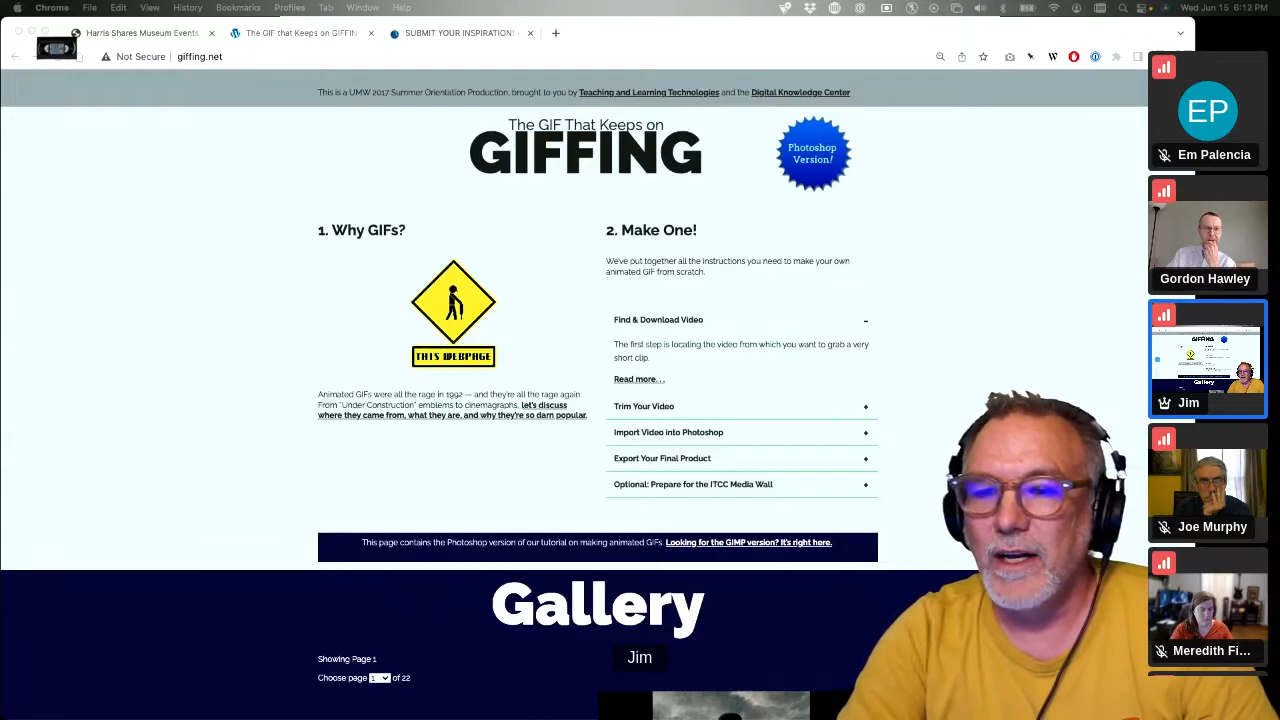 Chrome File Edit View History Bookmarks Profiles Tab Window Help
Wed Jun 15 6:12 PM
Harris Shares Museum Events
The GIF that Keeps on GIFFIN
SUBMIT YOUR INSPIRATION!
Not Secure giffing.net
This is a UMW 2017 Summer Orientation Production, brought to you by Teaching and Learning Technologies and the Digital Knowledge Center
The GIF That Keeps on
GIFFING
Photoshop
Version!
1. Why GIFs?
THIS WEBPAGE
Animated GIFs were all the rage in 1992 — and they're all the rage again.
From "Under Construction" emblems to cinemagraphs, let's discuss
where they came from, what they are, and why they're so darn popular.
2. Make One!
We've put together all the instructions you need to make your own
animated GIF from scratch.
Find & Download Video
The first step is locating the video from which you want to grab a very
short clip.
Read more. . .
Trim Your Video
Import Video into Photoshop
Export Your Final Product
Optional: Prepare for the ITCC Media Wall
This page contains the Photoshop version of our tutorial on making animated GIFs. Looking for the GIMP version? It's right here.
Gallery
Showing Page 1
Choose page 1 of 22
Jim
EP
Em Palencia
Gordon Hawley
GIFFING
Gallery
Jim
Joe Murphy
Meredith Fi...